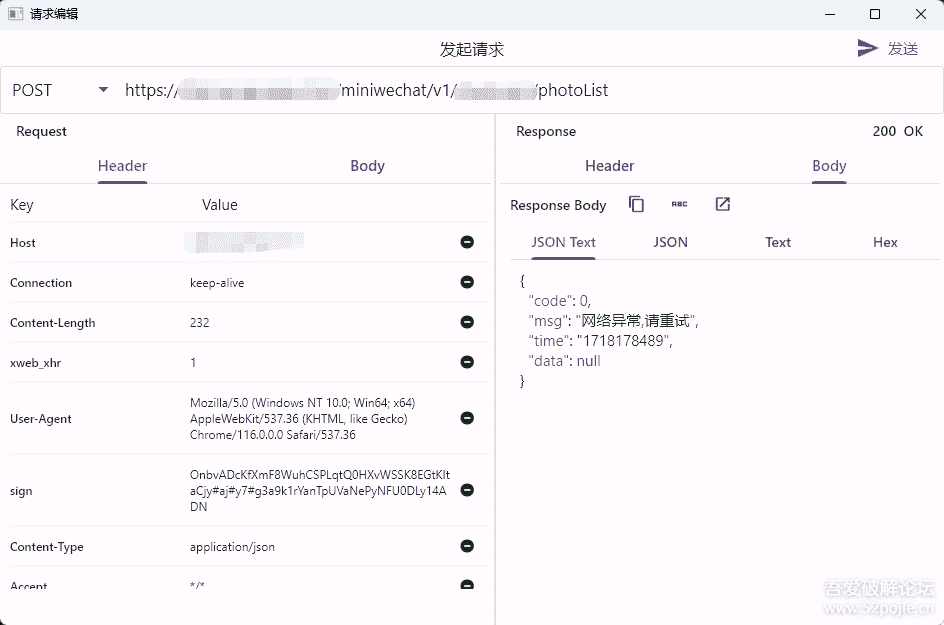 请求编辑
发起请求
发送
POST https:// /miniwechat/v1/ /photoList
Request
Header Body
Key Value
Host
Connection keep-alive
Content-Length 232
xweb_xhr 1
User-Agent Mozilla/5.0 (Windows NT 10.0; Win64; x64)
AppleWebKit/537.36 (KHTML, like Gecko)
Chrome/116.0.0.0 Safari/537.36
sign OnbvADcKfXmF8WuhCSPLqtQ0HXvWSSK8EGtKIt
aCjy#aj#y7#g3a9k1rYanTpUVaNePyNFU0DLy14A
DN
Content-Type application/json
Accept */*
Response 200 OK
Header Body
Response Body ABC
JSON Text JSON Text Hex
{
"code": 0,
"msg": "网络异常,请重试",
"time": "1718178489",
"data": null
}
吾爱破解论坛
www.52pojie.cn